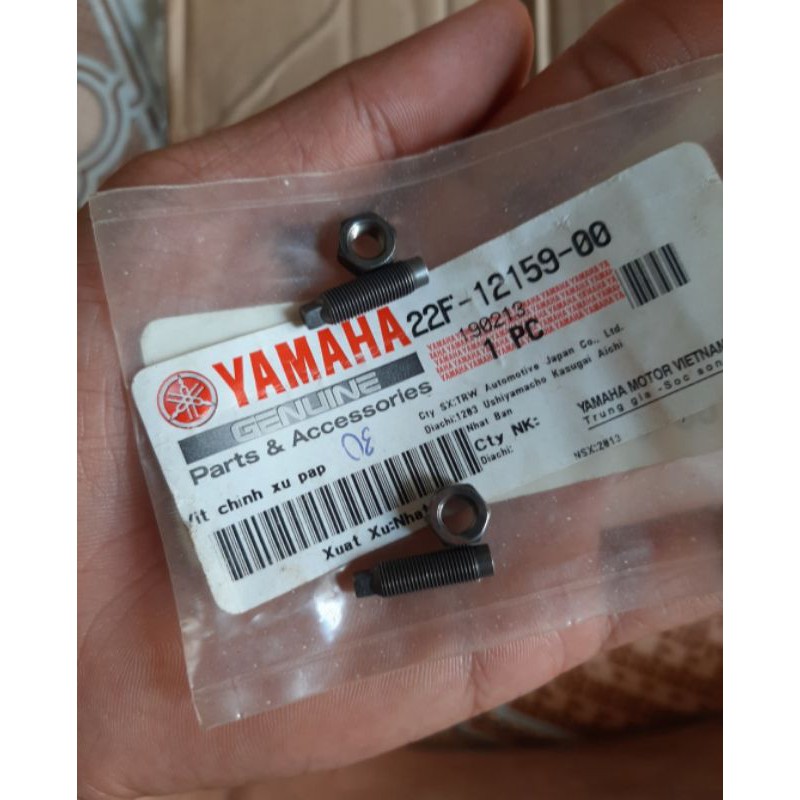 22F-12159-00
190213
1 PC
YAMAHA
GENUINE
Parts & Accessories
Cty SX:TRW Automotive Japan Co., Ltd.
Diachi:1203 Ushiyamacho Kasugai Aichi
Nhat Ban
YAMAHA MOTOR VIETNAM
Trung gia -Soc son
Cty NK:
Diachi:
NSX:2013
Vit chinh xu pap
30
Xuat Xu:Nhat